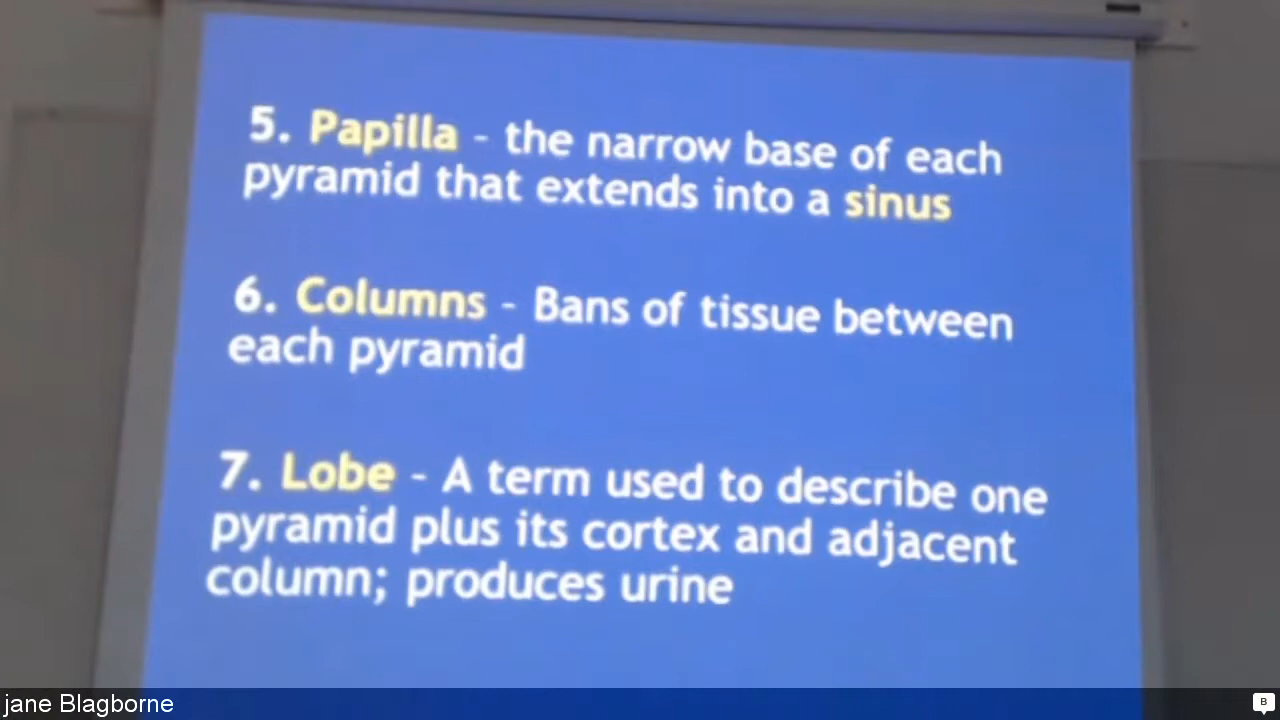 5. Papilla - the narrow base of each
pyramid that extends into a sinus
6. Columns - Bans of tissue between
each pyramid
7. Lobe - A term used to describe one
pyramid plus its cortex and adjacent
column; produces urine
jane Blagborne
B